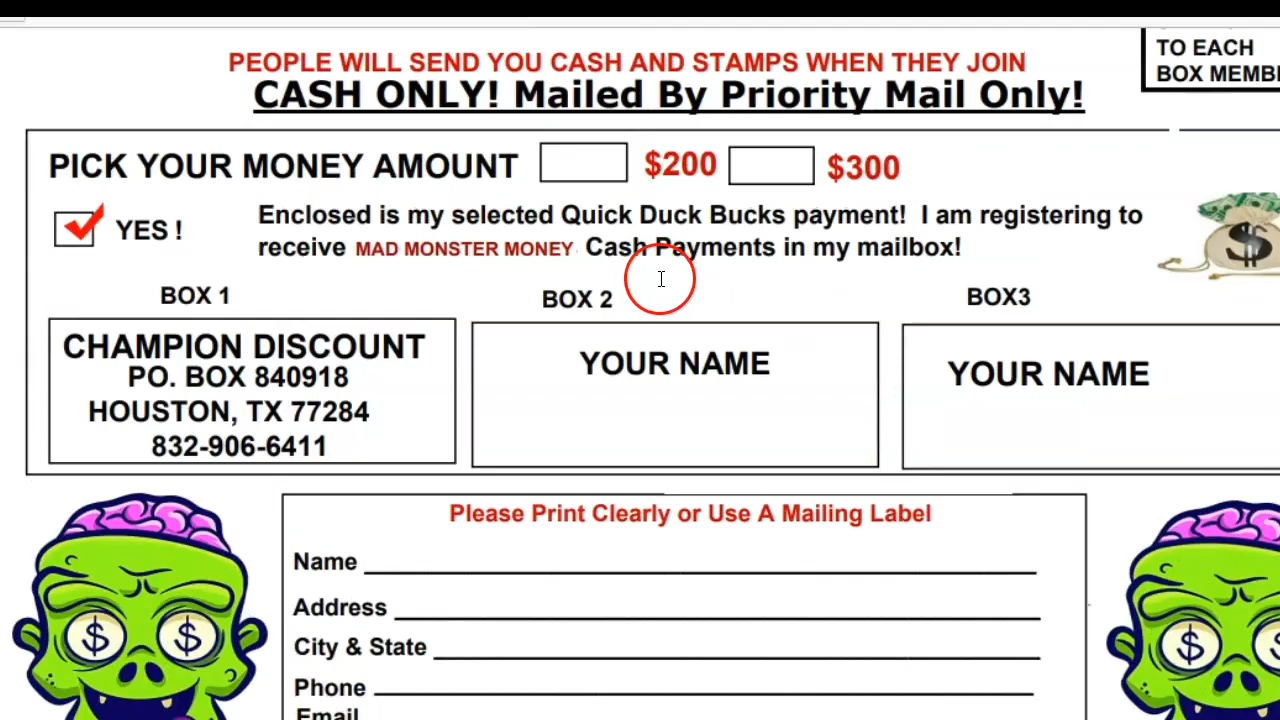 TO EACH
PEOPLE WILL SEND YOU CASH AND STAMPS WHEN THEY JOIN
BOX MEMB
CASH ONLY! Mailed By Priority Mail Only!
PICK YOUR MONEY AMOUNT $200 $300
YES ! Enclosed is my selected Quick Duck Bucks payment! I am registering to
receive MAD MONSTER MONEY Cash Payments in my mailbox!
BOX 1 BOX 2 BOX3
CHAMPION DISCOUNT
PO. BOX 840918
HOUSTON, TX 77284
832-906-6411
YOUR NAME
YOUR NAME
Please Print Clearly or Use A Mailing Label
Name
Address
City & State
Phone
Email